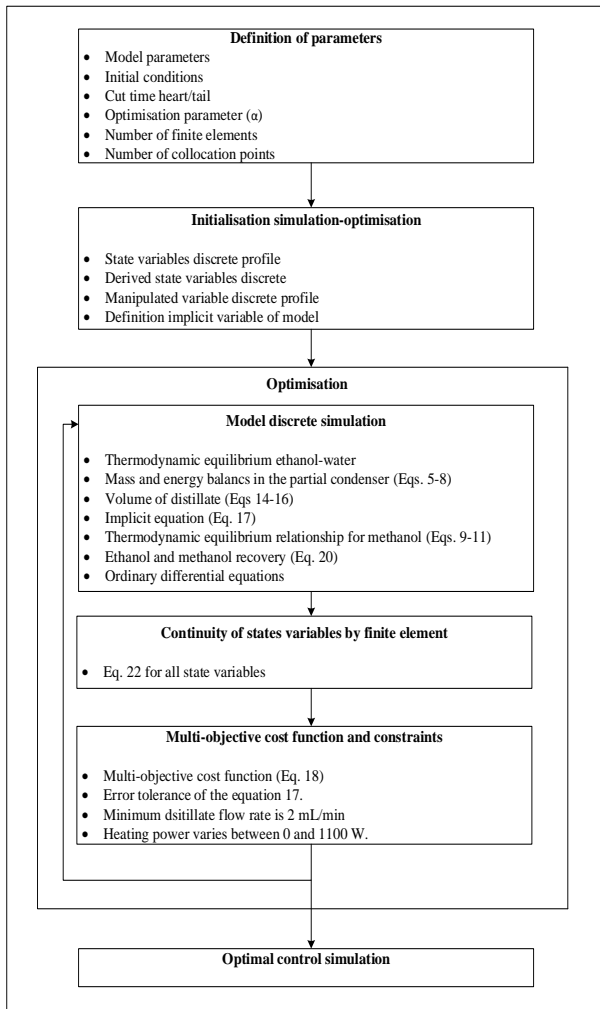 Definition of parameters
• Model parameters
• Initial conditions
• Cut time heart/tail
• Optimisation parameter (α)
• Number of finite elements
• Number of collocation points
Initialisation simulation-optimisation
• State variables discrete profile
• Derived state variables discrete
• Manipulated variable discrete profile
• Definition implicit variable of model
Optimisation
Model discrete simulation
• Thermodynamic equilibrium ethanol-water
• Mass and energy balancs in the partial condenser (Eqs. 5-8)
• Volume of distillate (Eqs 14-16)
• Implicit equation (Eq. 17)
• Thermodynamic equilibrium relationship for methanol (Eqs. 9-11)
• Ethanol and methanol recovery (Eq. 20)
• Ordinary differential equations
Continuity of states variables by finite element
• Eq. 22 for all state variables
Multi-objective cost function and constraints
• Multi-objective cost function (Eq. 18)
• Error tolerance of the equation 17.
• Minimum dsitillate flow rate is 2 mL/min
• Heating power varies between 0 and 1100 W.
Optimal control simulation